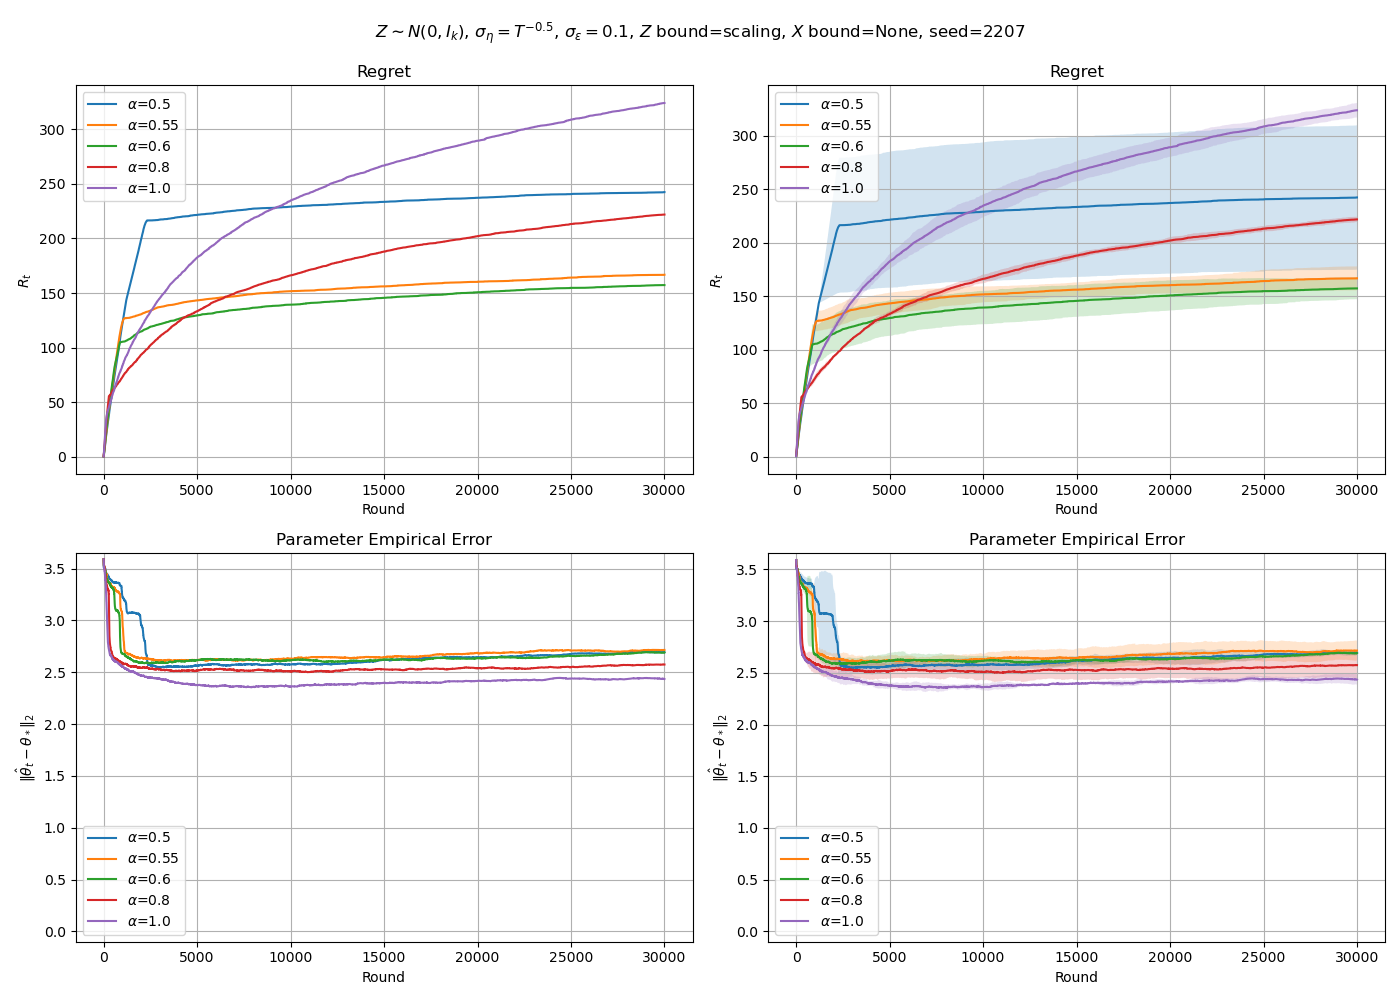 Z ~ N(0, I_k), σ_η = T^{−0.5}, σ_ε = 0.1, Z bound=scaling, X bound=None, seed=2207
Regret
R_t
300
250
200
150
100
50
0
α=0.5
α=0.55
α=0.6
α=0.8
α=1.0
0 5000 10000 15000 20000 25000 30000
Round
Regret
R_t
300
250
200
150
100
50
0
α=0.5
α=0.55
α=0.6
α=0.8
α=1.0
0 5000 10000 15000 20000 25000 30000
Round
Parameter Empirical Error
‖θ̂_t − θ_*‖₂
3.5
3.0
2.5
2.0
1.5
1.0
0.5
0.0
α=0.5
α=0.55
α=0.6
α=0.8
α=1.0
0 5000 10000 15000 20000 25000 30000
Round
Parameter Empirical Error
‖θ̂_t − θ_*‖₂
3.5
3.0
2.5
2.0
1.5
1.0
0.5
0.0
α=0.5
α=0.55
α=0.6
α=0.8
α=1.0
0 5000 10000 15000 20000 25000 30000
Round